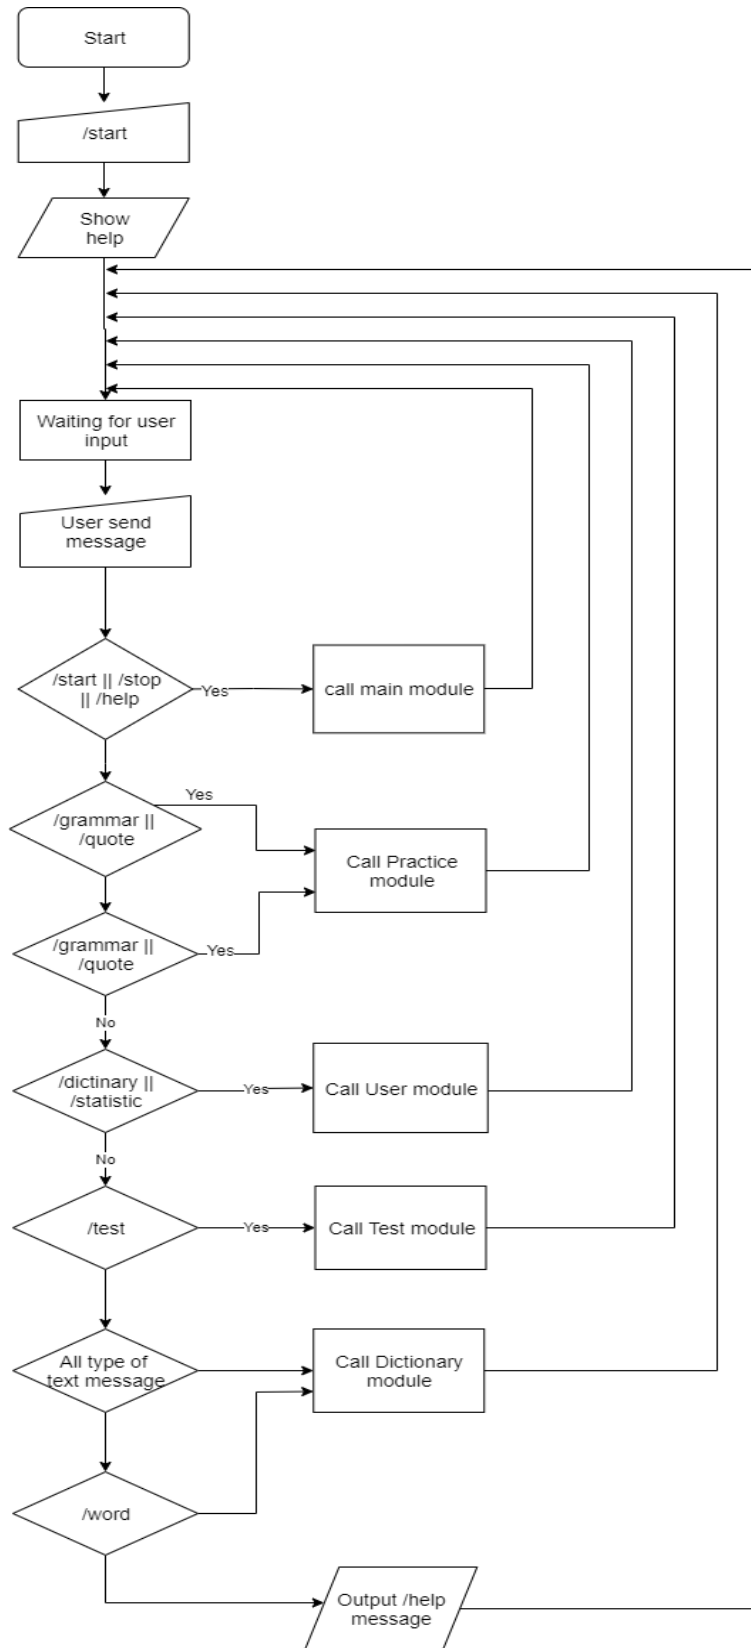 Start
/start
Show
help
Waiting for user
input
User send
message
/start || /stop
|| /help
Yes
call main module
Yes
/grammar ||
/quote
Call Practice
module
/grammar ||
/quote
Yes
No
/dictinary ||
/statistic
Yes
Call User module
No
/test
Yes
Call Test module
All type of
text message
Call Dictionary
module
/word
Output /help
message